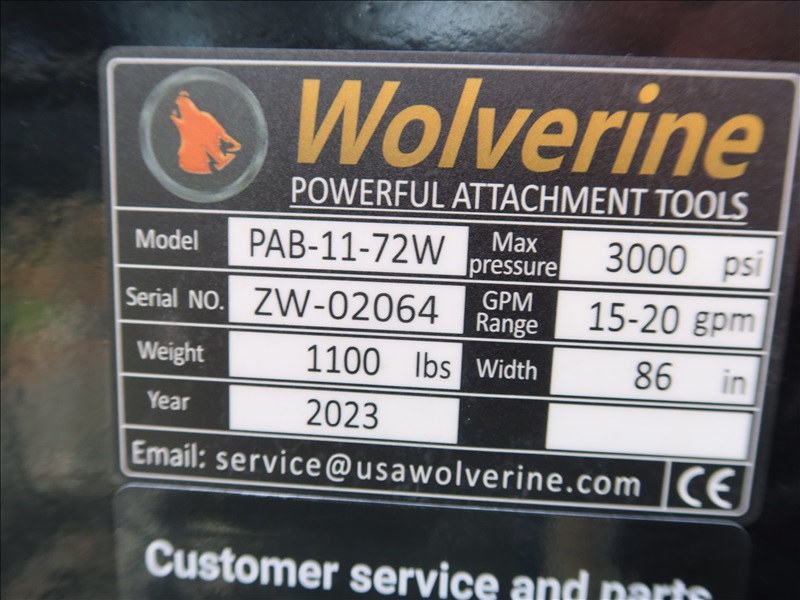 Wolverine
POWERFUL ATTACHMENT TOOLS
Model PAB-11-72W Max pressure 3000 psi
Serial NO. ZW-02064 GPM Range 15-20 gpm
Weight 1100 lbs Width 86 in
Year 2023
Email: service@usawolverine.com CE
Customer service and parts